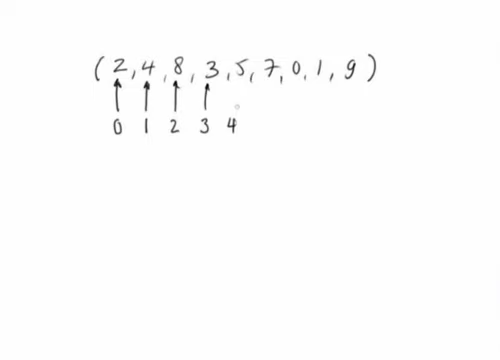 (2, 4, 8, 3, 5, 7, 0, 1, 9)
0 1 2 3 4